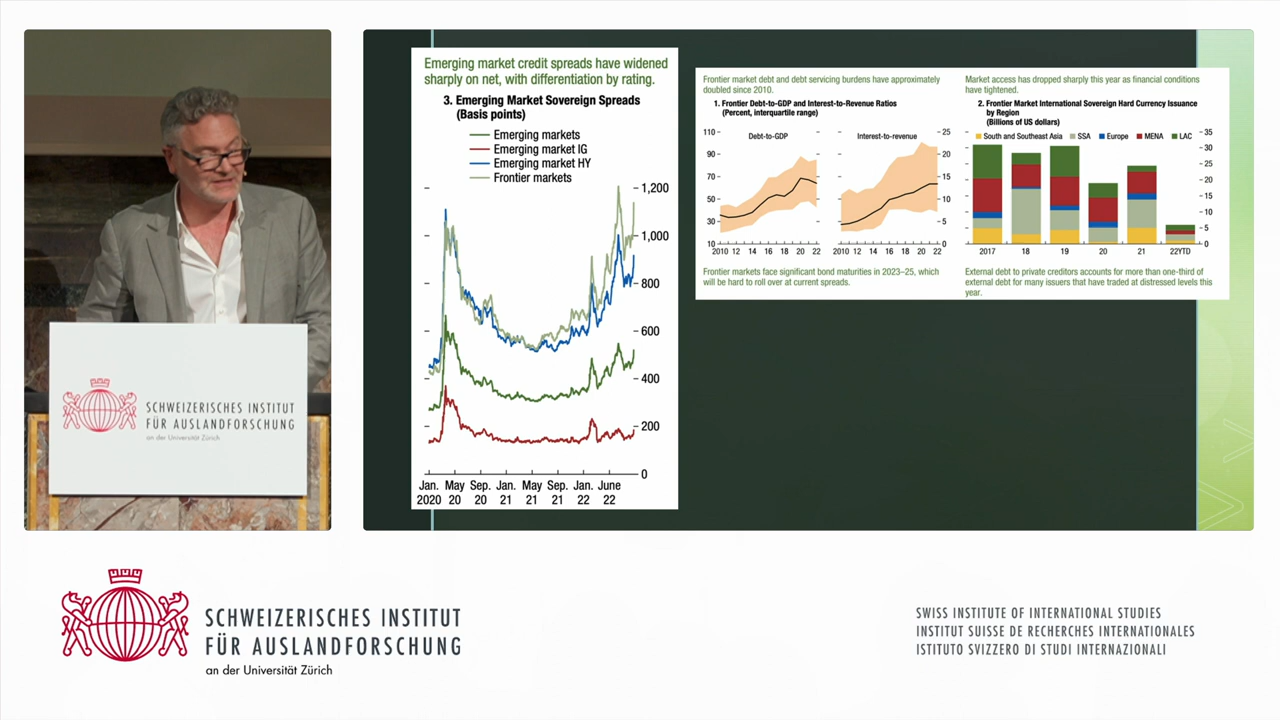 SCHWEIZERISCHES INSTITUT
FÜR AUSLANDFORSCHUNG
an der Universität Zürich
Emerging market credit spreads have widened
sharply on net, with differentiation by rating.
3. Emerging Market Sovereign Spreads
(Basis points)
Emerging markets
Emerging market IG
Emerging market HY
Frontier markets
1,200
1,000
800
600
400
200
0
Jan. May Sep. Jan. May Sep. Jan. June
2020 20 20 21 21 21 22 22
Frontier market debt and debt servicing burdens have approximately
doubled since 2010.
1. Frontier Debt-to-GDP and Interest-to-Revenue Ratios
(Percent, interquartile range)
Debt-to-GDP
Interest-to-revenue
110
90
70
50
30
10
25
20
15
10
5
0
2010 12 14 16 18 20 22
2010 12 14 16 18 20 22
Frontier markets face significant bond maturities in 2023–25, which
will be hard to roll over at current spreads.
Market access has dropped sharply this year as financial conditions
have tightened.
2. Frontier Market International Sovereign Hard Currency Issuance
by Region
(Billions of US dollars)
South and Southeast Asia SSA Europe MENA LAC
35
30
25
20
15
10
5
0
2017 18 19 20 21 22YTD
External debt to private creditors accounts for more than one-third of
external debt for many issuers that have traded at distressed levels this
year.
SCHWEIZERISCHES INSTITUT
FÜR AUSLANDFORSCHUNG
an der Universität Zürich
SWISS INSTITUTE OF INTERNATIONAL STUDIES
INSTITUT SUISSE DE RECHERCHES INTERNATIONALES
ISTITUTO SVIZZERO DI STUDI INTERNAZIONALI